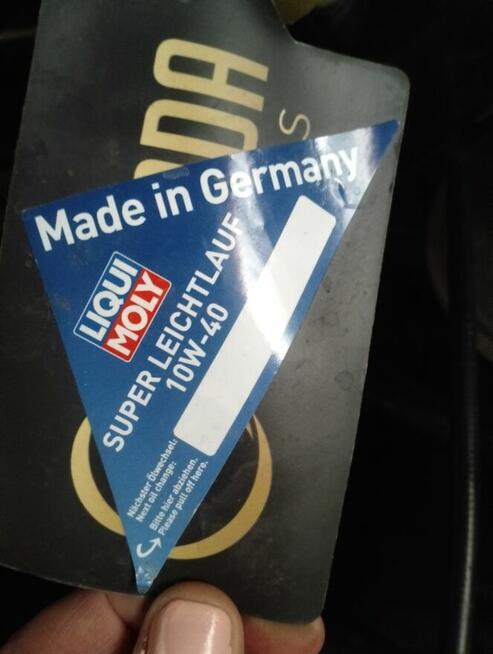 Made in Germany
LIQUI
MOLY
SUPER LEICHTLAUF
10W-40
Nächster Ölwechsel:
Next oil change:
Bitte hier abziehen.
Please pull off here.